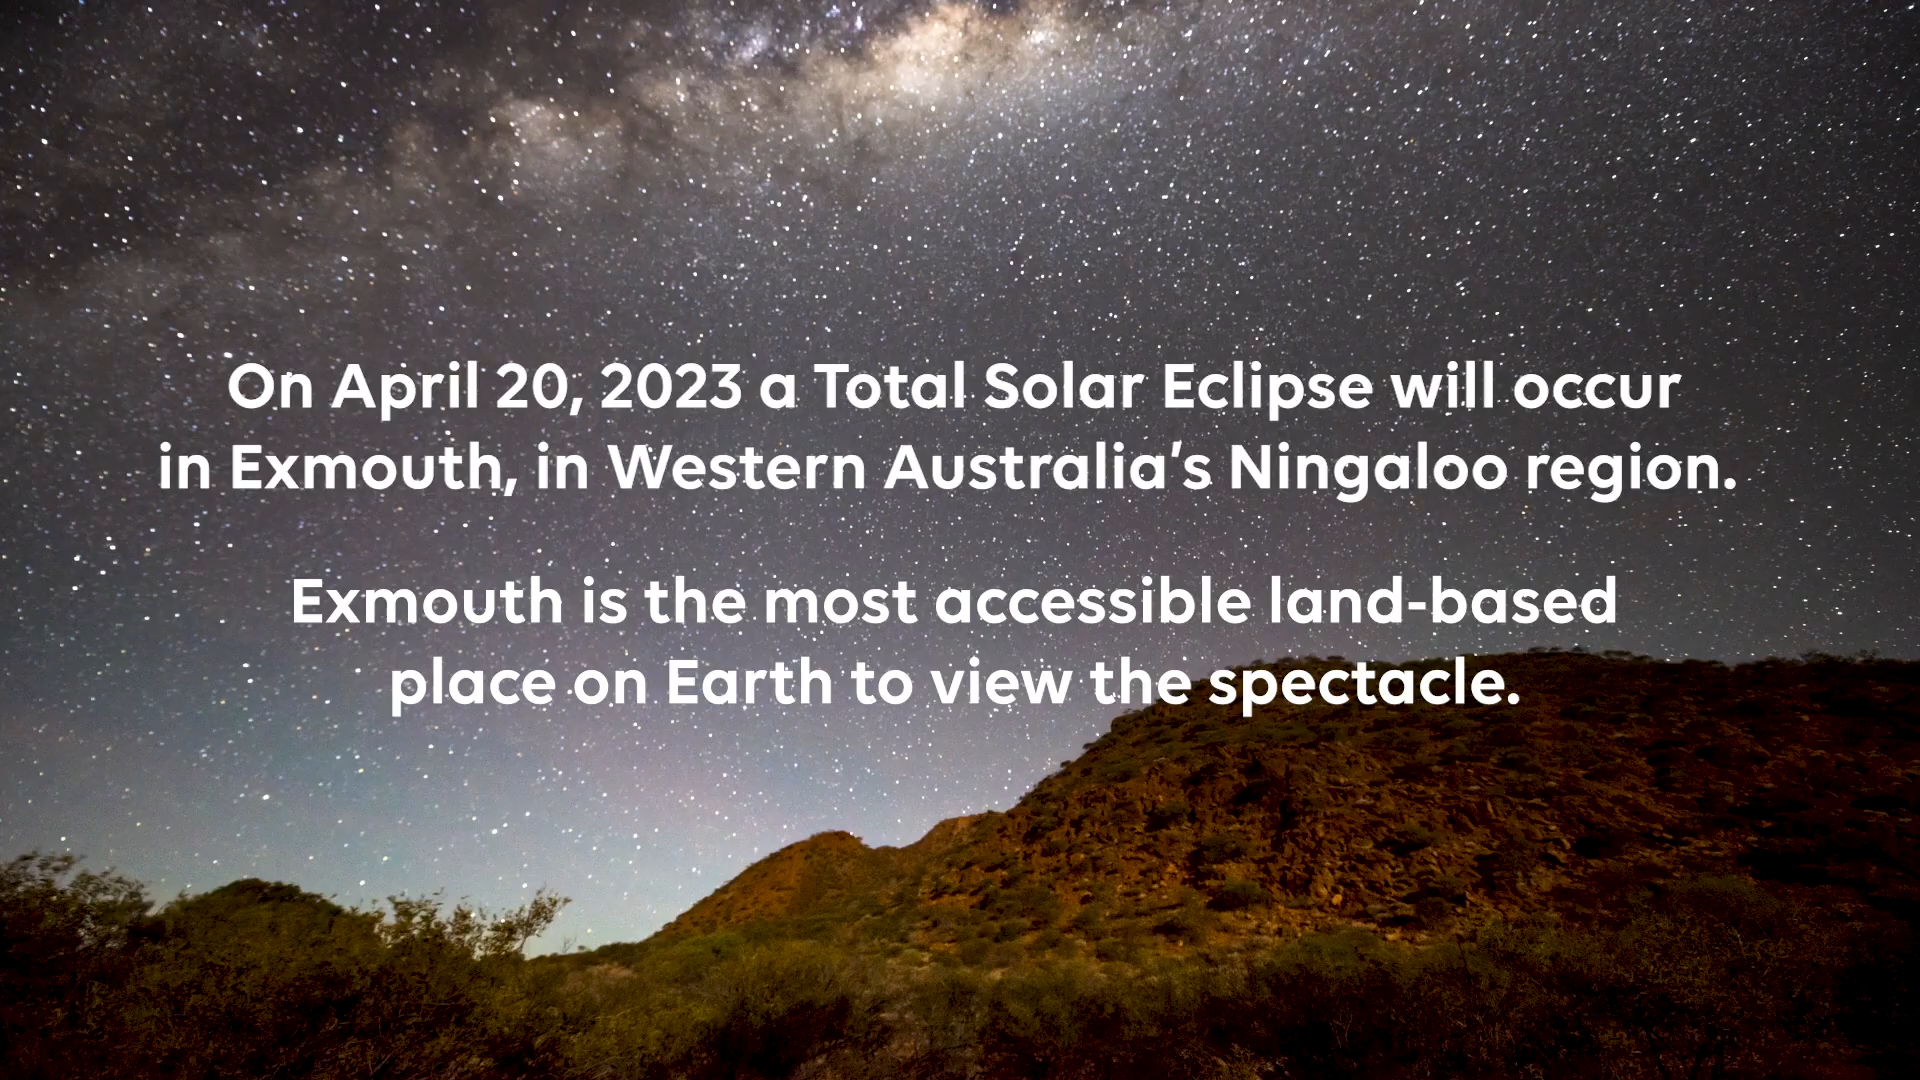 On April 20, 2023 a Total Solar Eclipse will occur
in Exmouth, in Western Australia's Ningaloo region.
Exmouth is the most accessible land-based
place on Earth to view the spectacle.